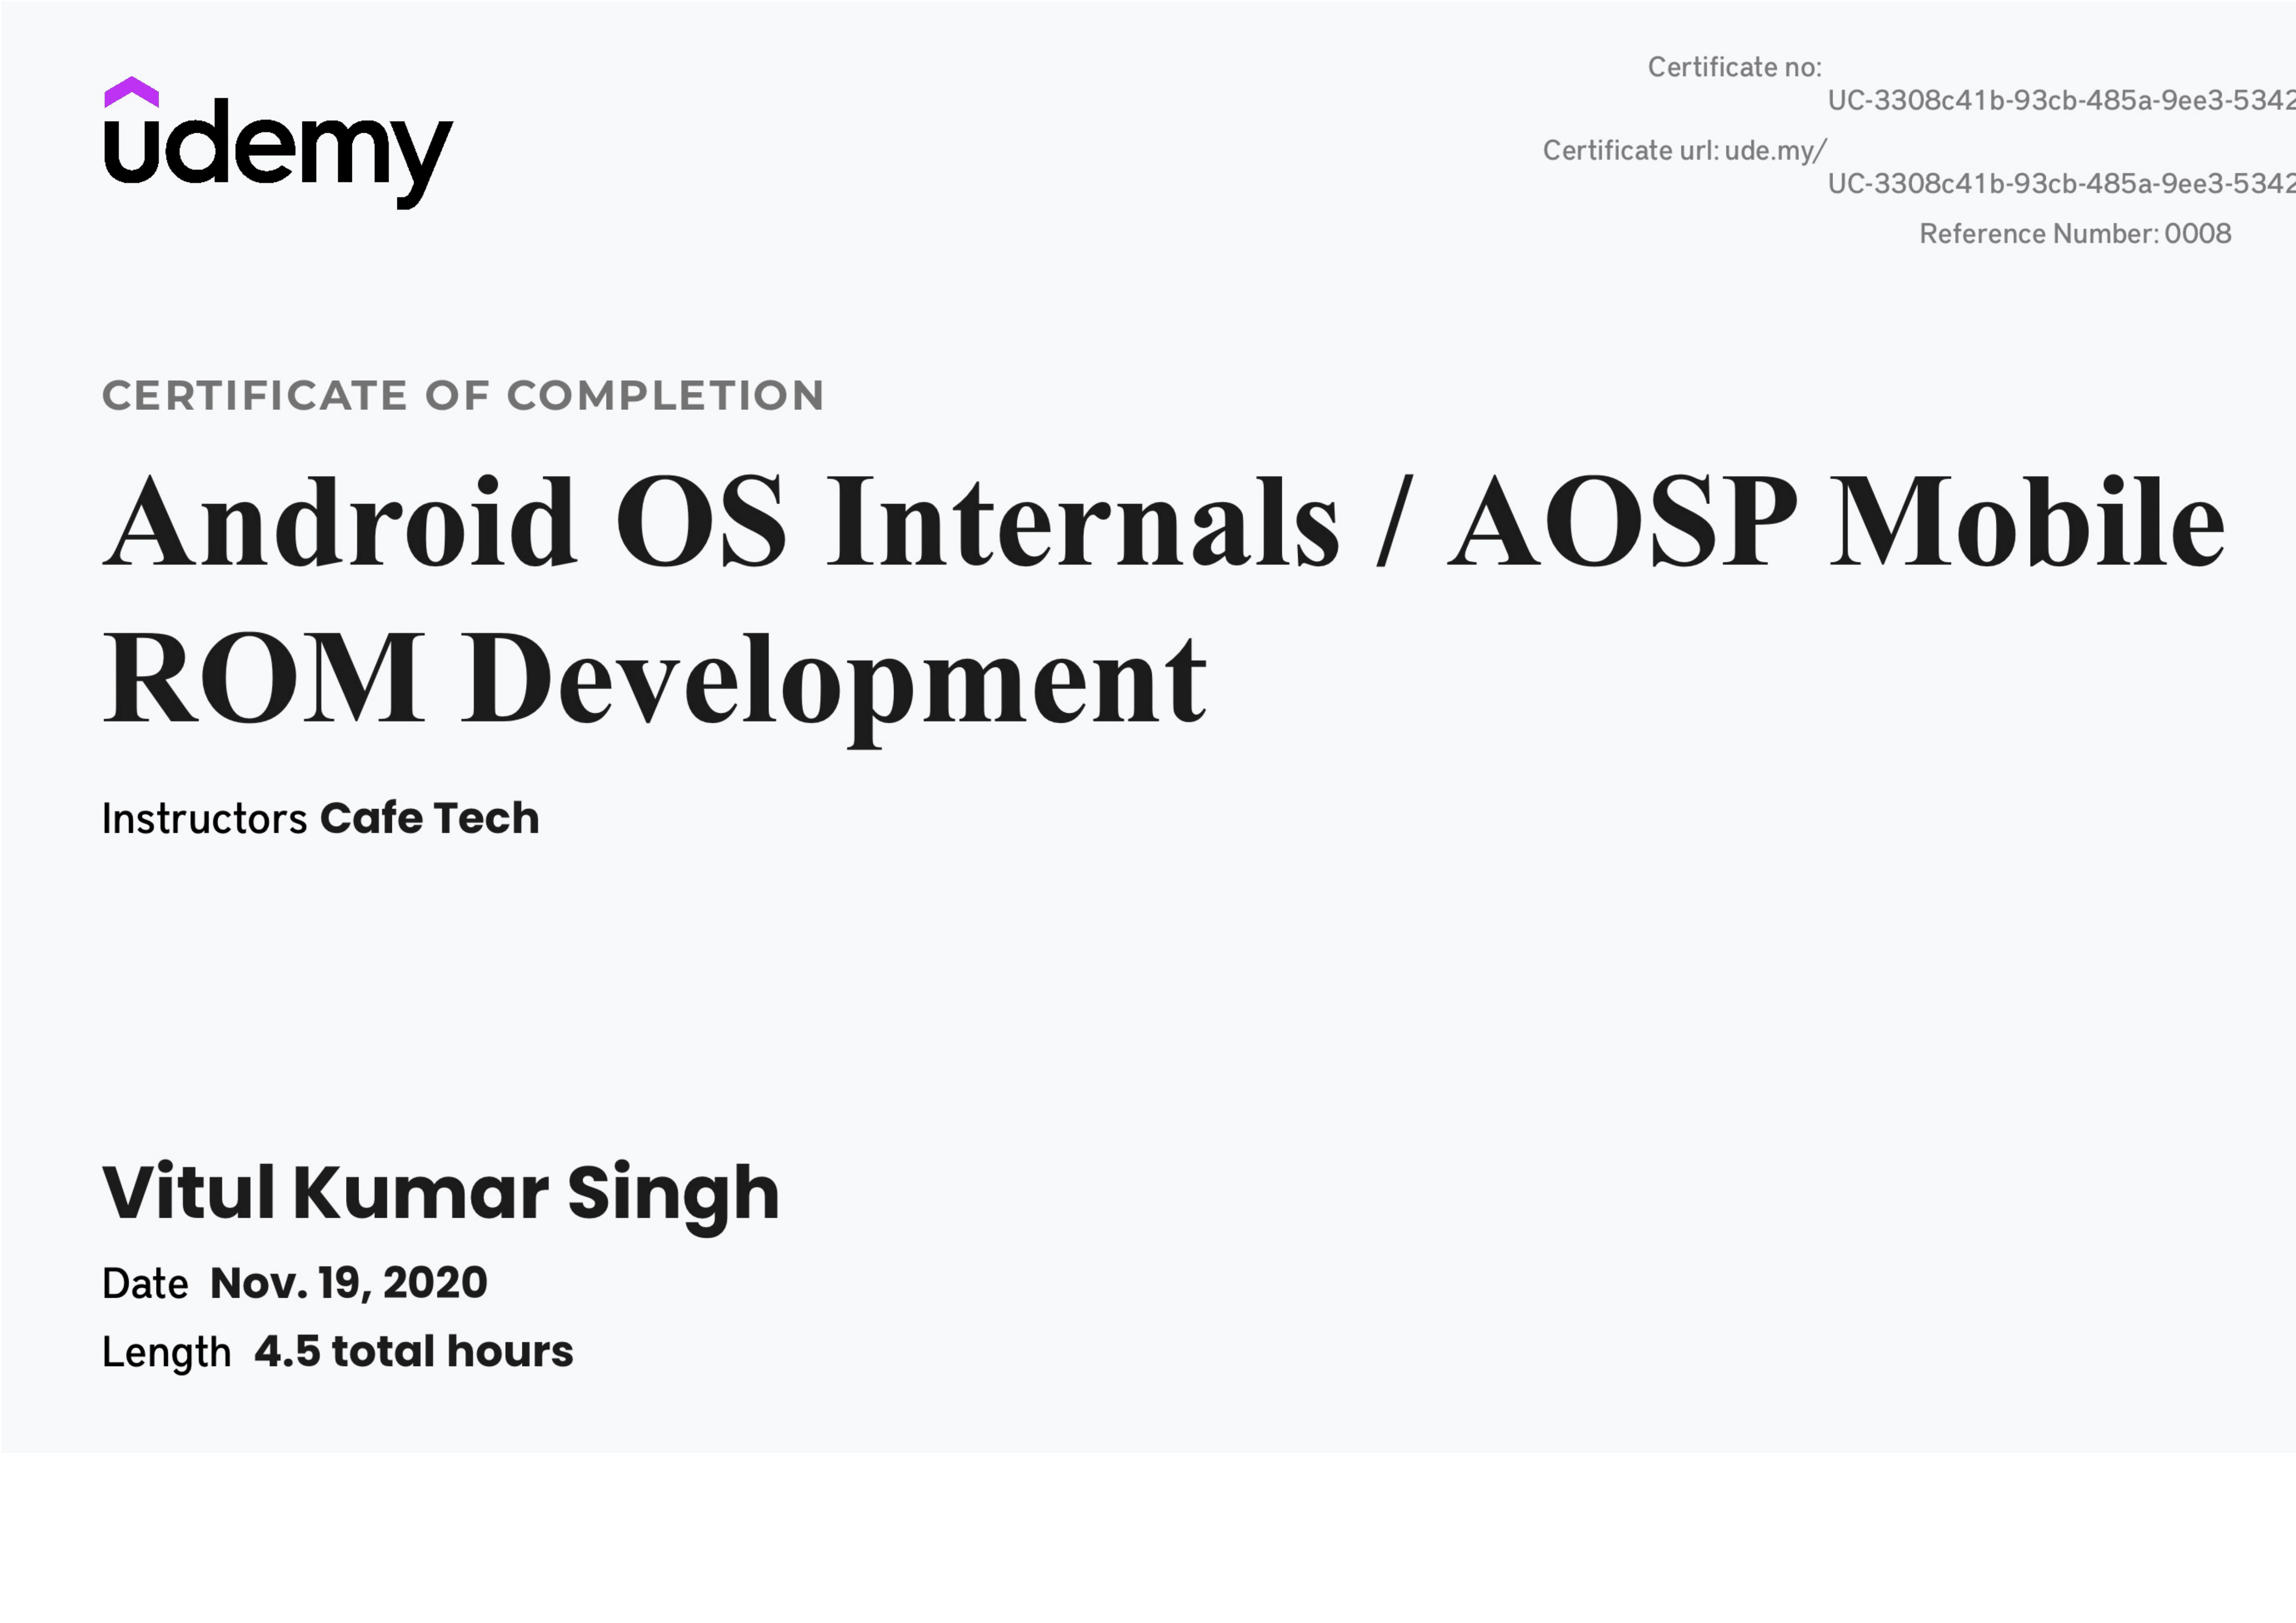 udemy
Certificate no:
UC-3308c41b-93cb-485a-9ee3-5342
Certificate url: ude.my/
UC-3308c41b-93cb-485a-9ee3-5342
Reference Number: 0008
CERTIFICATE OF COMPLETION
Android OS Internals / AOSP Mobile
ROM Development
Instructors Cafe Tech
Vitul Kumar Singh
Date Nov. 19, 2020
Length 4.5 total hours